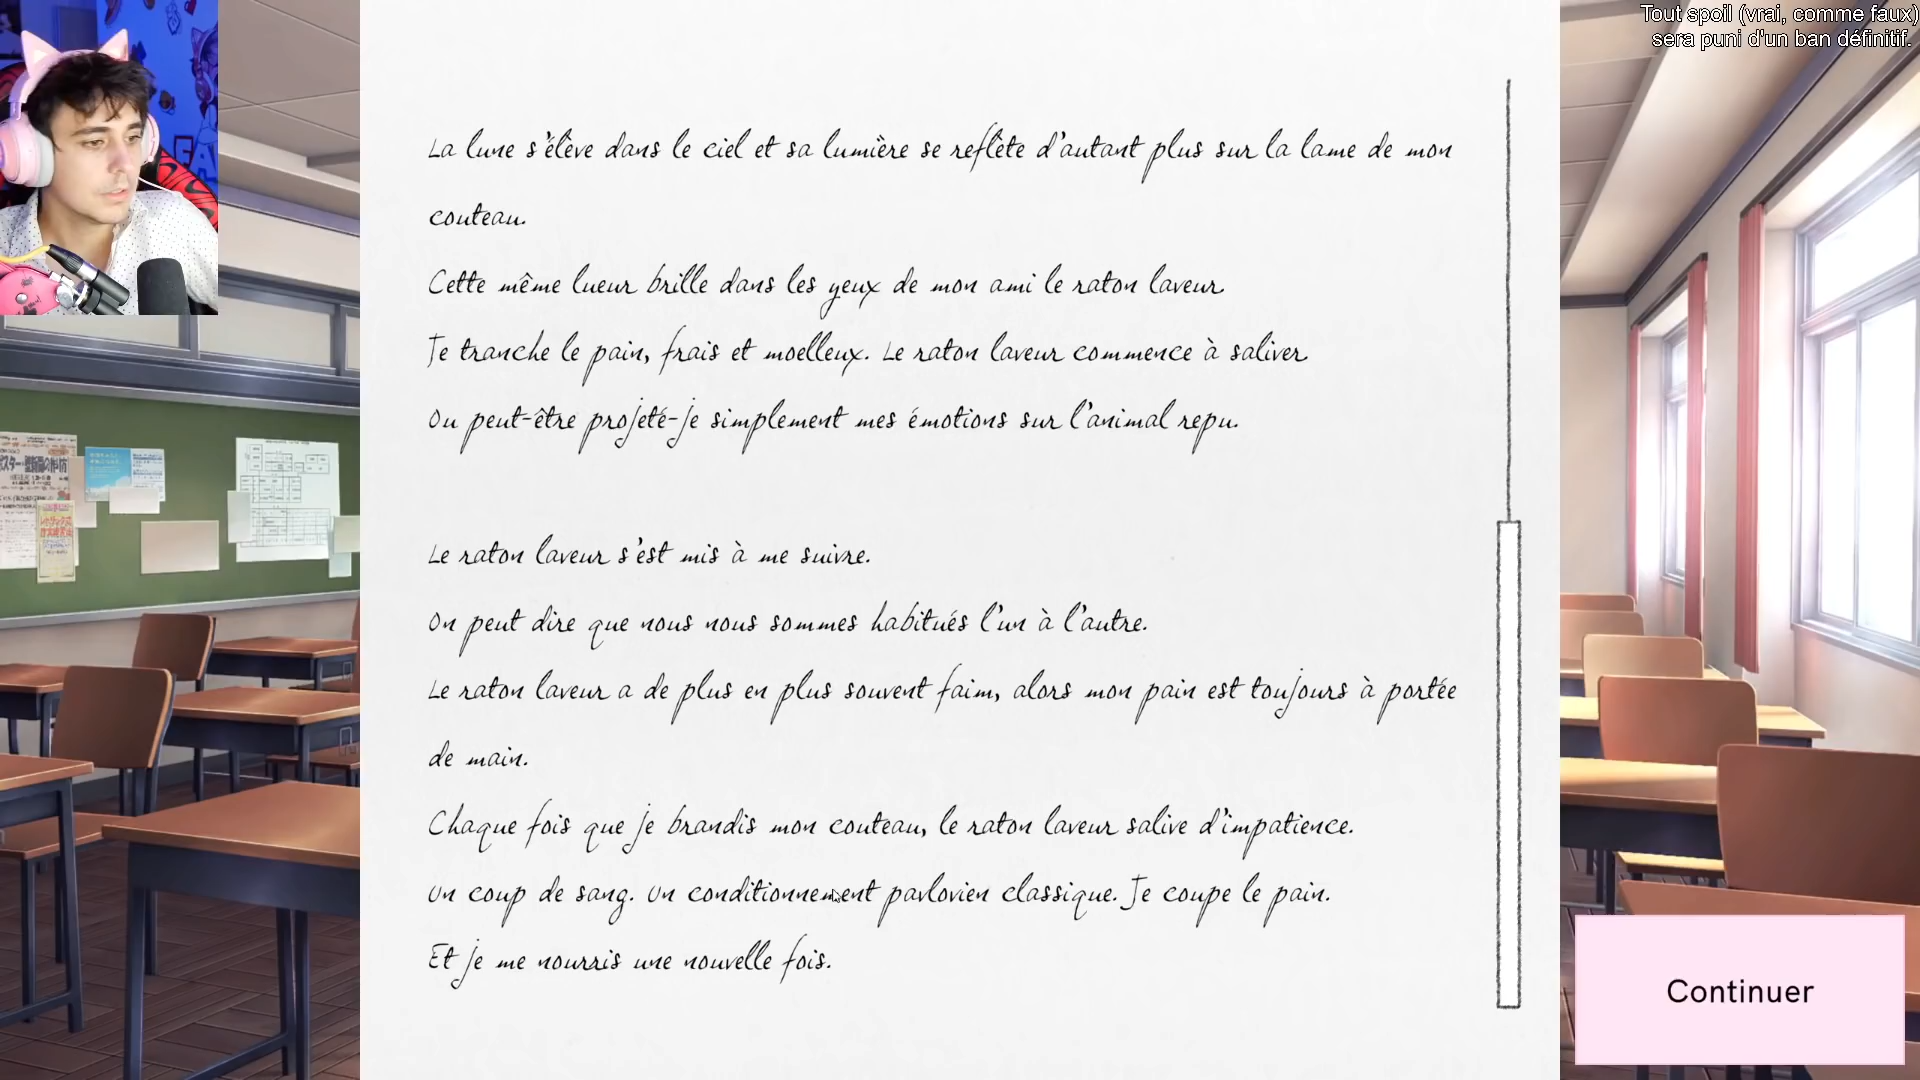 Tout spoil (vrai, comme faux)
sera puni d'un ban définitif.
La lune s'élève dans le ciel et sa lumière se reflète d'autant plus sur la lame de mon
couteau.
Cette même lueur brille dans les yeux de mon ami le raton laveur
Je tranche le pain, frais et moelleux. Le raton laveur commence à saliver
Ou peut-être projeté-je simplement mes émotions sur l'animal repu.
Le raton laveur s'est mis à me suivre.
On peut dire que nous nous sommes habitués l'un à l'autre.
Le raton laveur a de plus en plus souvent faim, alors mon pain est toujours à portée
de main.
Chaque fois que je brandis mon couteau, le raton laveur salive d'impatience.
Un coup de sang. Un conditionnement pavlovien classique. Je coupe le pain.
Et je me nourris une nouvelle fois.
Continuer